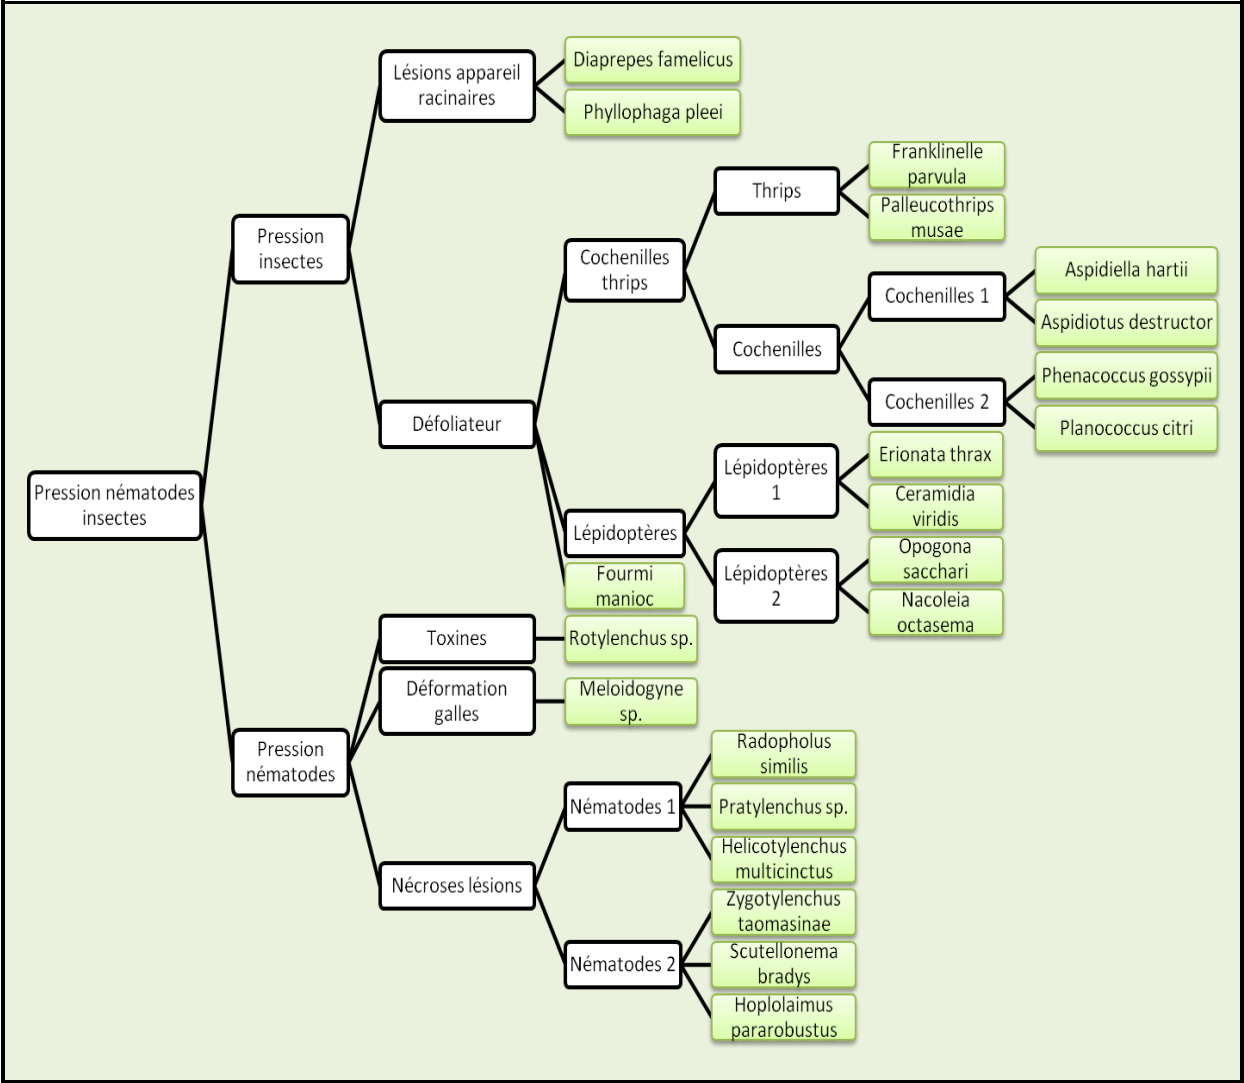 Lésions appareil
racinaires
Diaprepes famelicus
Phyllophaga pleei
Pression
insectes
Thrips
Franklinelle
parvula
Palleucothrips
musae
Cochenilles
thrips
Cochenilles
Cochenilles 1
Aspidiella hartii
Aspidiotus destructor
Cochenilles 2
Phenacoccus gossypii
Planococcus citri
Défoliateur
Lépidoptères
Lépidoptères
1
Erionata thrax
Ceramidia
viridis
Lépidoptères
2
Opogona
sacchari
Nacoleia
octasema
Fourmi
manioc
Pression nématodes
insectes
Pression
nématodes
Toxines
Rotylenchus sp.
Déformation
galles
Meloidogyne
sp.
Nécroses lésions
Nématodes 1
Radopholus
similis
Pratylenchus sp.
Helicotylenchus
multicinctus
Nématodes 2
Zygotylenchus
taomasinae
Scutellonema
bradys
Hoplolaimus
pararobustus